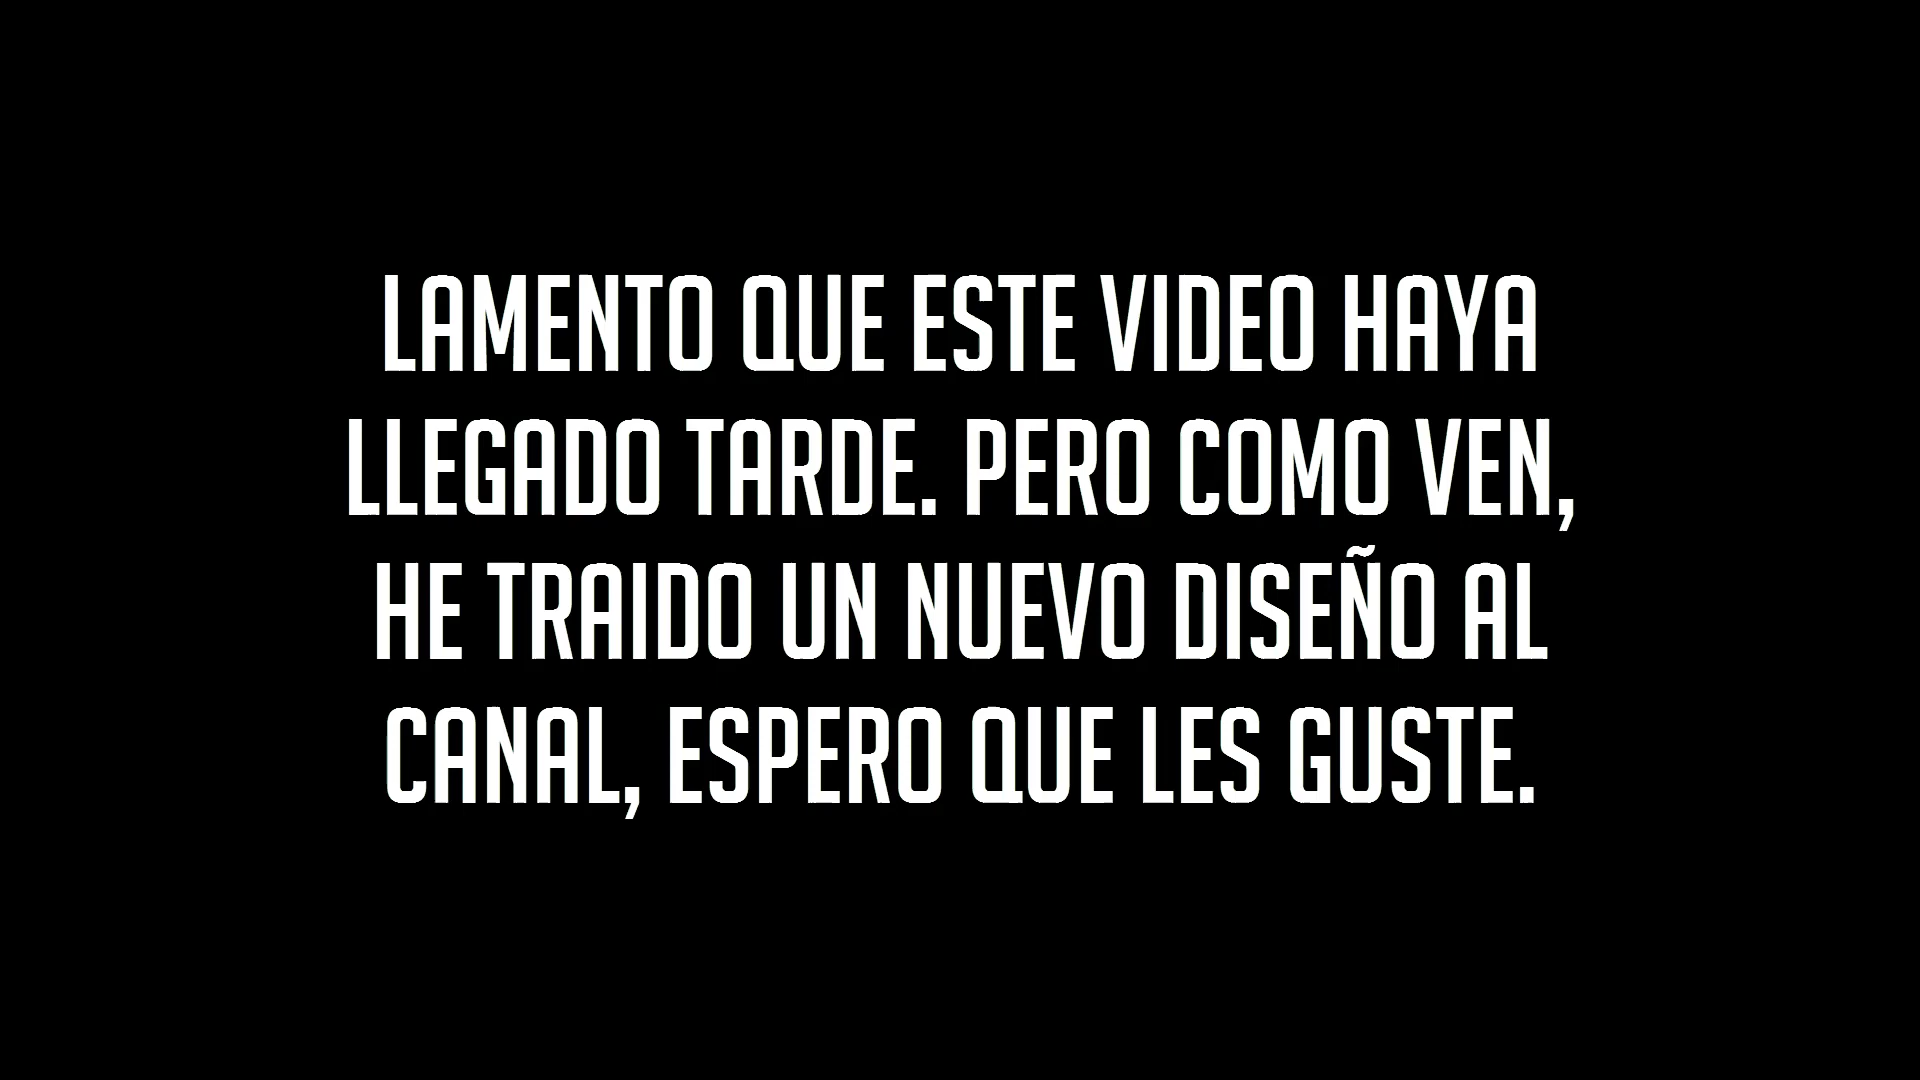 LAMENTO QUE ESTE VIDEO HAYA
LLEGADO TARDE. PERO COMO VEN,
HE TRAIDO UN NUEVO DISEÑO AL
CANAL, ESPERO QUE LES GUSTE.